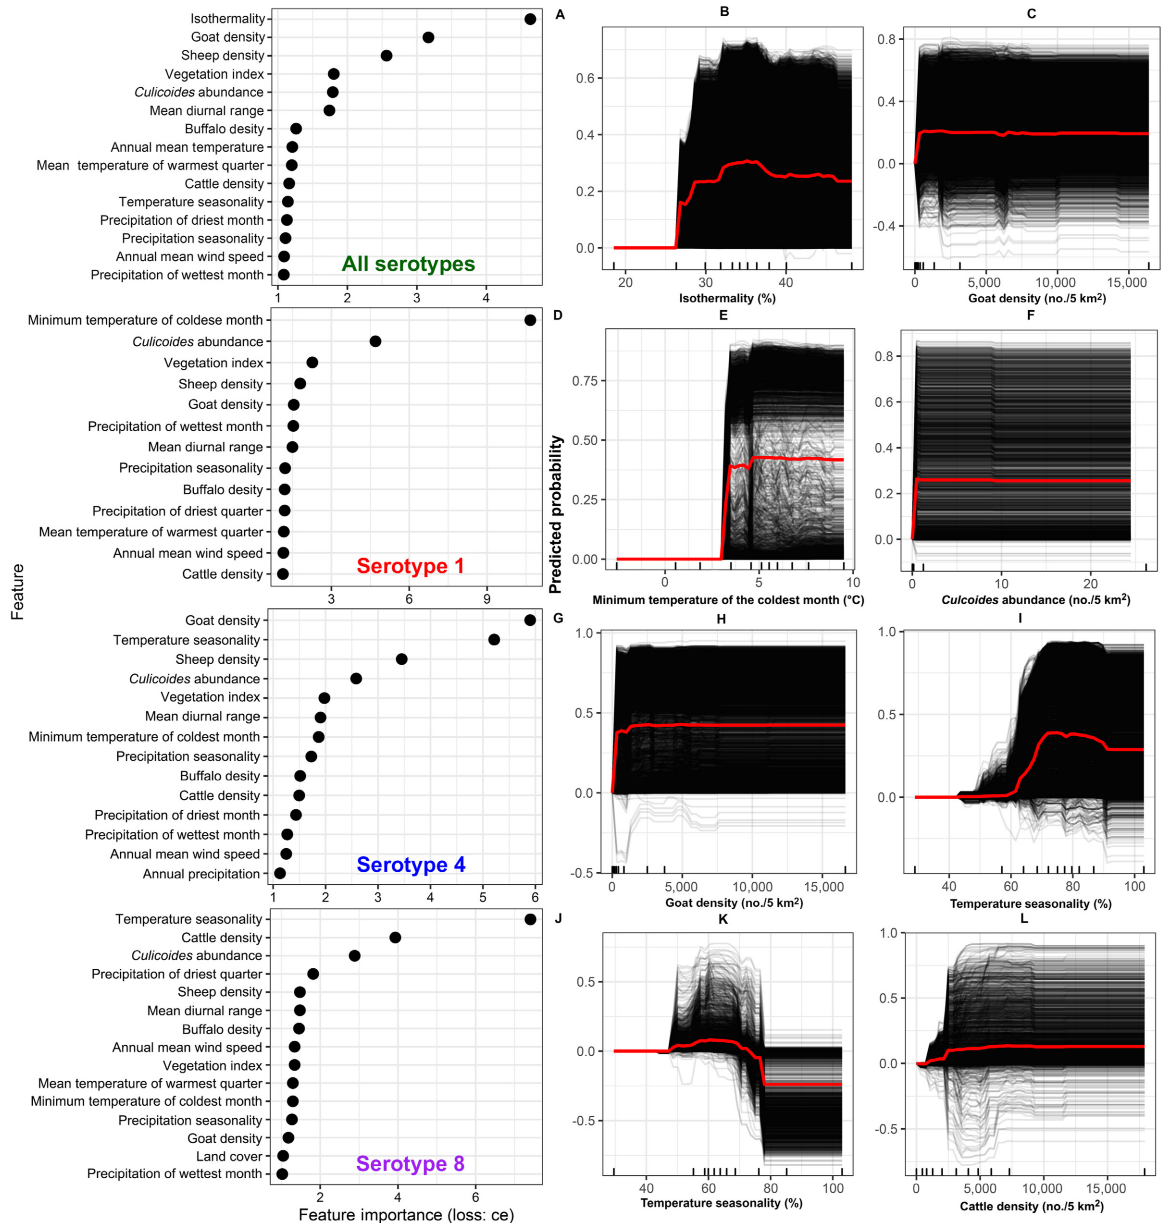 Isothermality
Goat density
Sheep density
Vegetation index
Culicoides abundance
Mean diurnal range
Buffalo desity
Annual mean temperature
Mean  temperature of warmest quarter
Cattle density
Temperature seasonality
Precipitation of driest month
Precipitation seasonality
Annual mean wind speed
Precipitation of wettest month
All serotypes
1 2 3 4
A
B
0.6
0.4
0.2
0.0
20 30 40
Isothermality (%)
C
0.8
0.4
0.0
-0.4
0 5,000 10,000 15,000
Goat density (no./5 km²)
Minimum temperature of coldese month
Culicoides abundance
Vegetation index
Sheep density
Goat density
Precipitation of wettest month
Mean diurnal range
Precipitation seasonality
Buffalo desity
Precipitation of driest quarter
Mean temperature of warmest quarter
Annual mean wind speed
Cattle density
Serotype 1
3 6 9
D
E
0.75
0.50
0.25
0.00
0 5 10
Minimum temperature of the coldest month (°C)
F
0.8
0.6
0.4
0.2
0.0
0 10 20
Culcoides abundance (no./5 km²)
Predicted probability
Feature
Goat density
Temperature seasonality
Sheep density
Culicoides abundance
Vegetation index
Mean diurnal range
Minimum temperature of coldest month
Precipitation seasonality
Buffalo desity
Cattle density
Precipitation of driest month
Precipitation of wettest month
Annual mean wind speed
Annual precipitation
Serotype 4
1 2 3 4 5 6
G
H
1.0
0.5
0.0
-0.5
0 5,000 10,000 15,000
Goat density (no./5 km²)
I
1.0
0.5
0.0
40 60 80 100
Temperature seasonality (%)
Temperature seasonality
Cattle density
Culicoides abundance
Precipitation of driest quarter
Sheep density
Mean diurnal range
Buffalo desity
Annual mean wind speed
Vegetation index
Mean temperature of warmest quarter
Minimum temperature of coldest month
Precipitation seasonality
Goat density
Land cover
Precipitation of wettest month
Serotype 8
2 4 6
Feature importance (loss: ce)
J
K
0.5
0.0
-0.5
40 60 80 100
Temperature seasonality (%)
L
1.0
0.5
0.0
-0.5
0 5,000 10,000 15,000
Cattle density (no./5 km²)